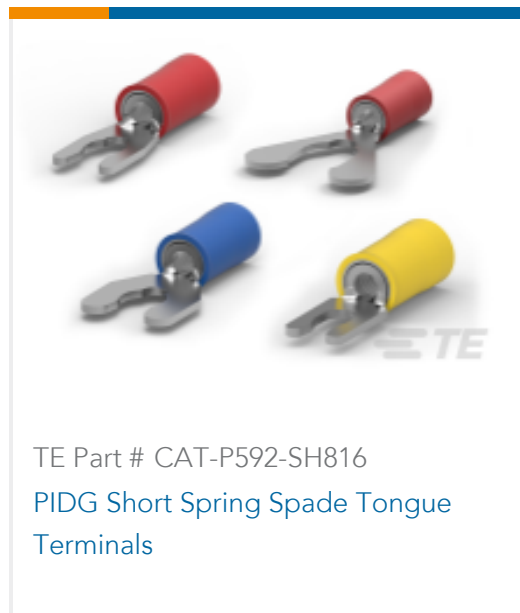 TE
TE Part # CAT-P592-SH816
PIDG Short Spring Spade Tongue
Terminals